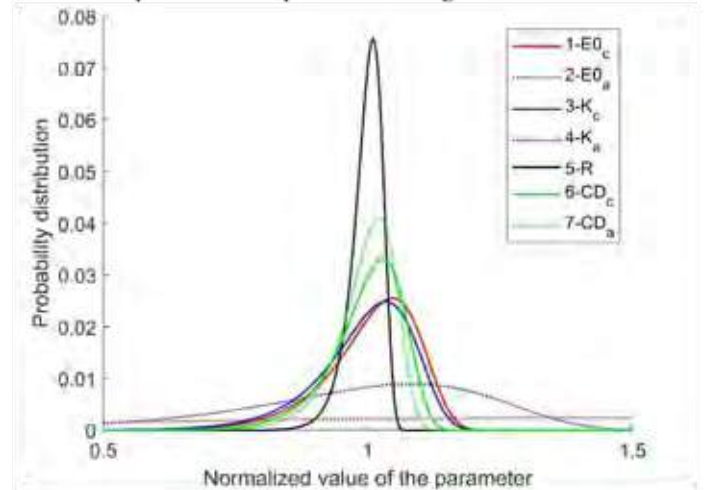 0.08
0.07
0.06
0.05
0.04
0.03
0.02
0.01
0
Probability distribution
1-E0c
2-E0a
3-Kc
4-Ka
5-R
6-CDc
7-CDa
0.5
1
1.5
Normalized value of the parameter